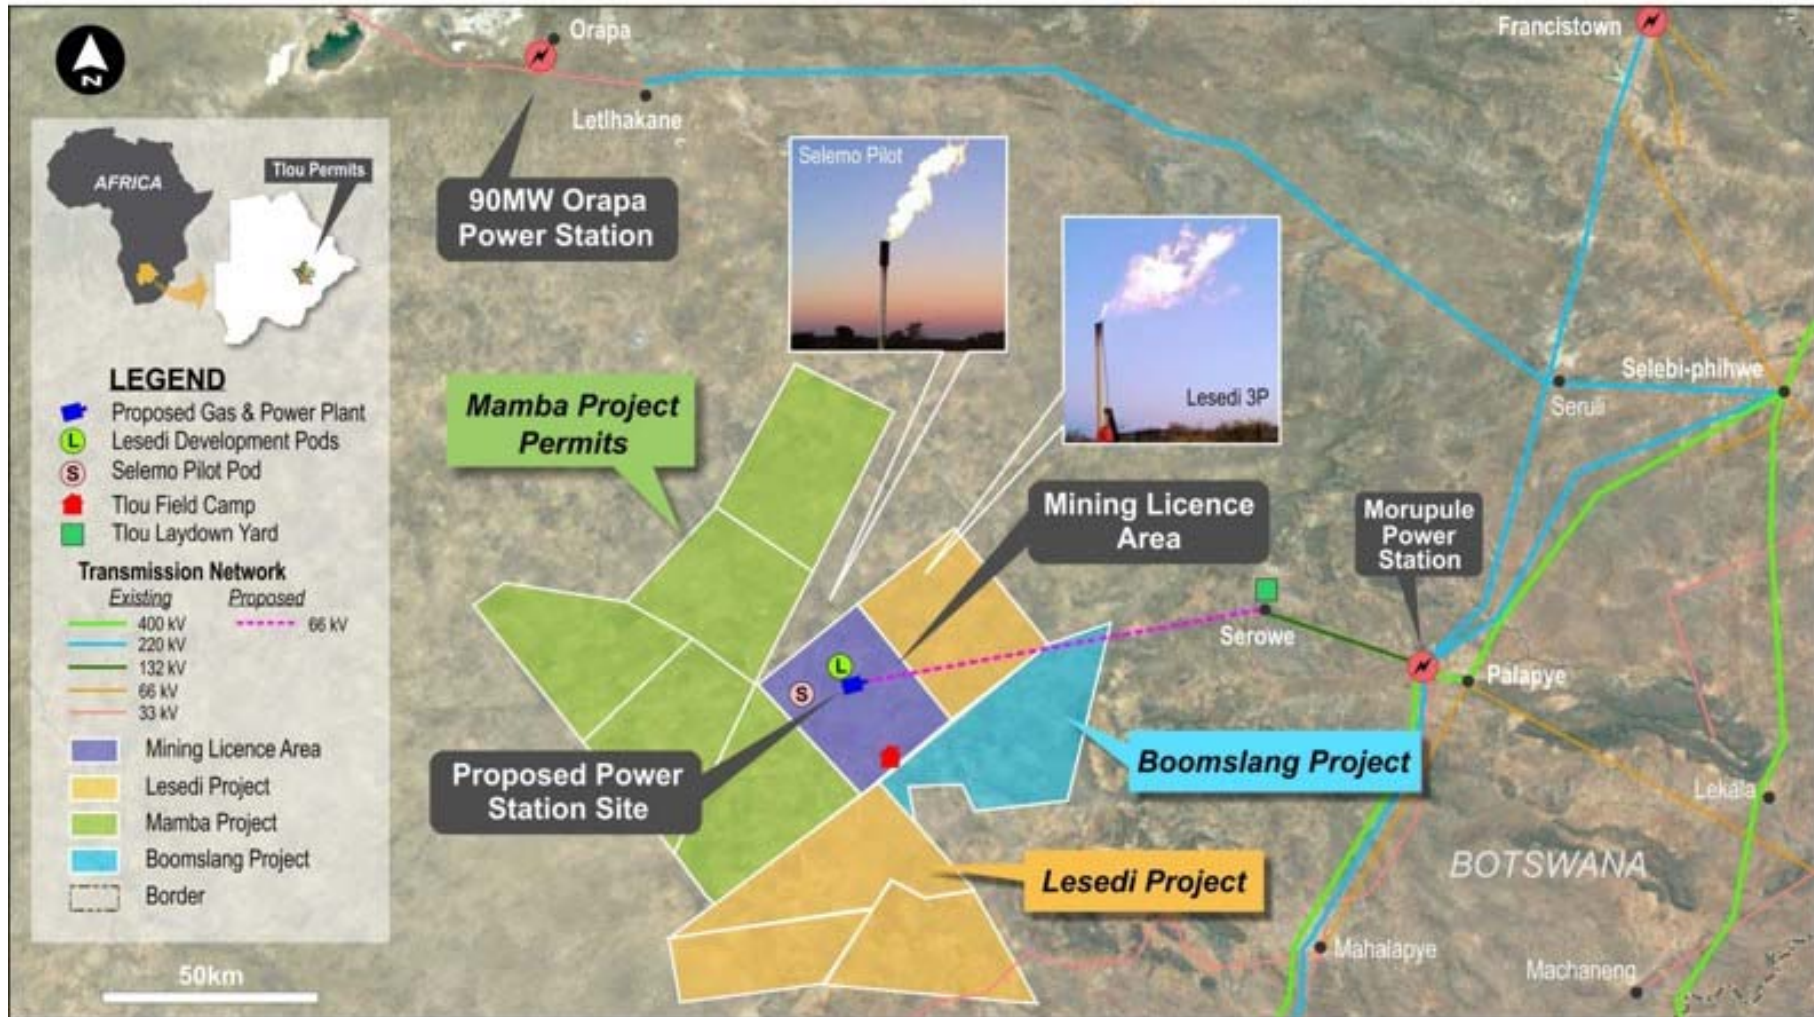 Orapa
Francistown
Letlhakane
N
AFRICA
Tlou Permits
90MW Orapa
Power Station
Selemo Pilot
Lesedi 3P
Selebi-phihwe
Seruli
LEGEND
Proposed Gas & Power Plant
L
Lesedi Development Pods
S
Selemo Pilot Pod
Tlou Field Camp
Tlou Laydown Yard
Transmission Network
Existing
Proposed
400 kV
66 kV
220 kV
132 kV
66 kV
33 kV
Mining Licence Area
Lesedi Project
Mamba Project
Boomslang Project
Border
50km
Mamba Project
Permits
Mining Licence
Area
Morupule
Power
Station
Serowe
Palapye
L
S
Proposed Power
Station Site
Boomslang Project
Lekala
Lesedi Project
BOTSWANA
Mahalapye
Machaneng